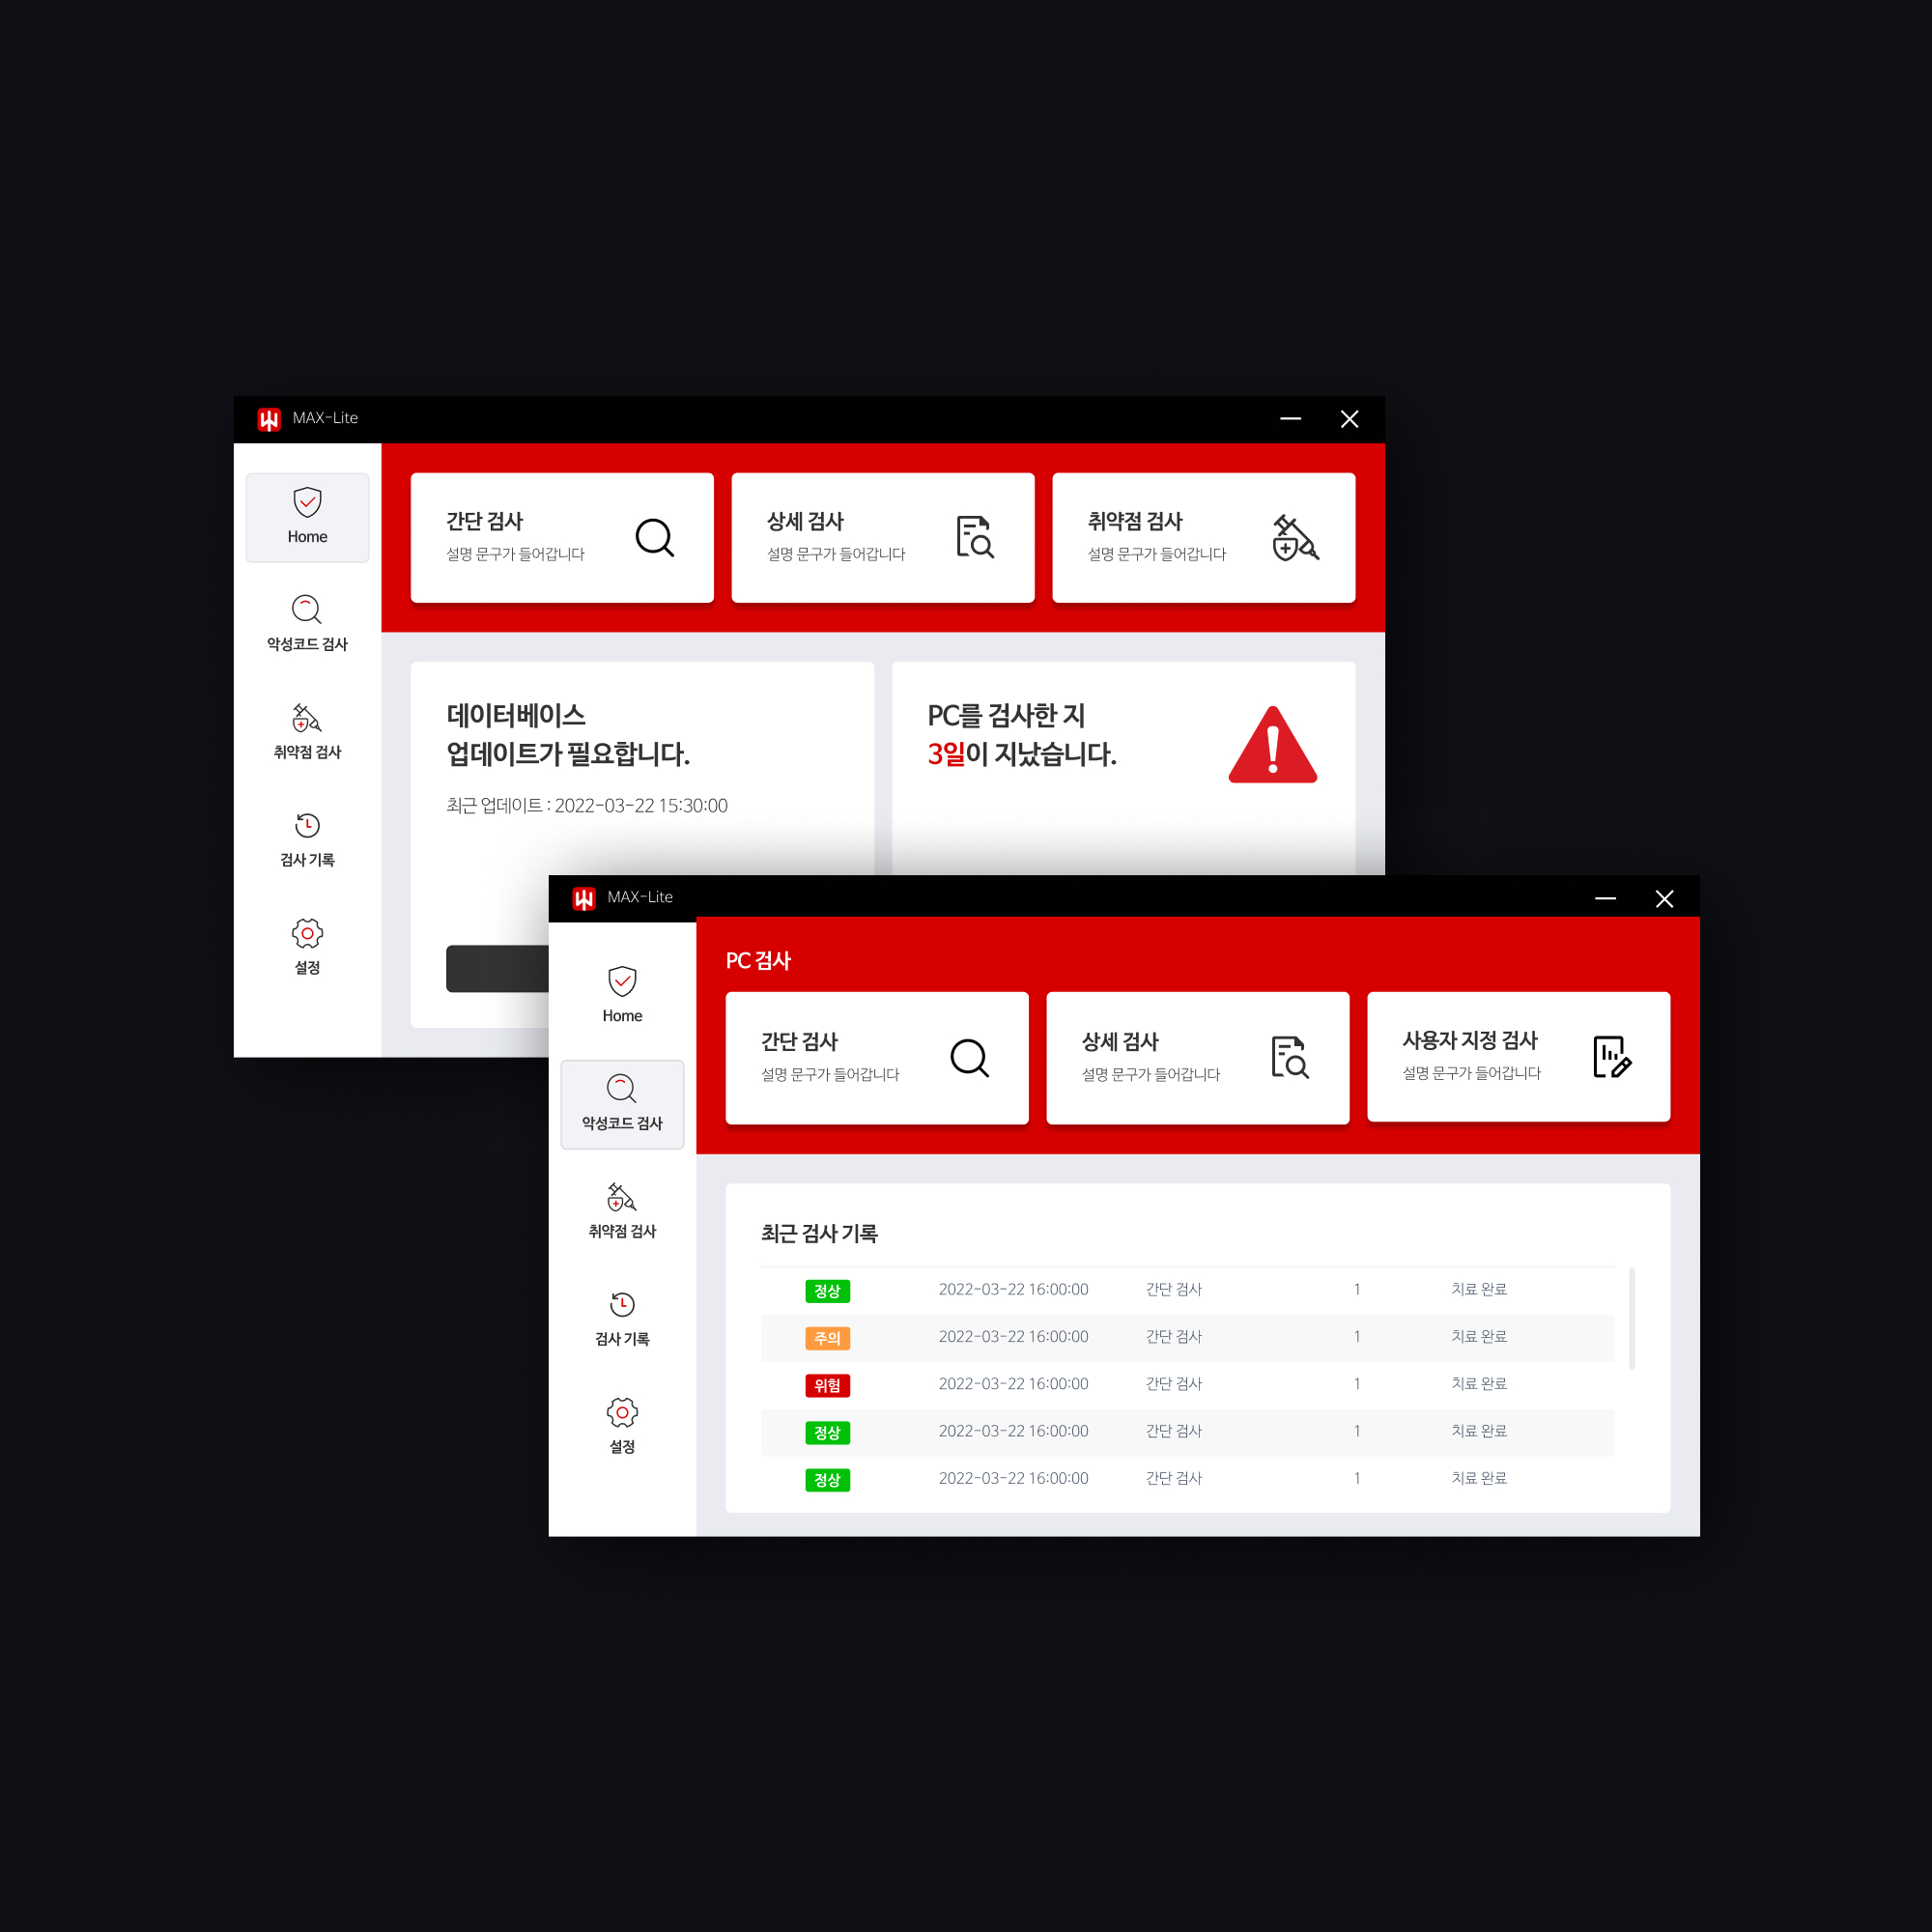 MAX-Lite
Home
악성코드 검사
취약점 검사
검사 기록
설정
간단 검사
설명 문구가 들어갑니다
상세 검사
설명 문구가 들어갑니다
취약점 검사
설명 문구가 들어갑니다
데이터베이스
업데이트가 필요합니다.
최근 업데이트 : 2022-03-22 15:30:00
PC를 검사한 지
3일이 지났습니다.
MAX-Lite
Home
악성코드 검사
취약점 검사
검사 기록
설정
PC 검사
간단 검사
설명 문구가 들어갑니다
상세 검사
설명 문구가 들어갑니다
사용자 지정 검사
설명 문구가 들어갑니다
최근 검사 기록
정상 2022-03-22 16:00:00 간단 검사 1 치료 완료
주의 2022-03-22 16:00:00 간단 검사 1 치료 완료
위험 2022-03-22 16:00:00 간단 검사 1 치료 완료
정상 2022-03-22 16:00:00 간단 검사 1 치료 완료
정상 2022-03-22 16:00:00 간단 검사 1 치료 완료